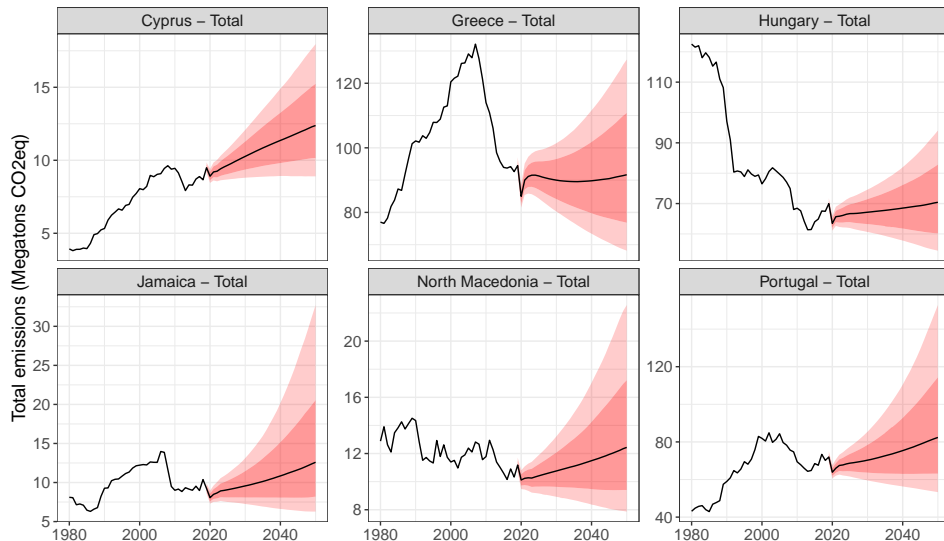 Cyprus – Total
Greece – Total
Hungary – Total
Total emissions (Megatons CO2eq)
15
10
5
120
100
80
110
90
70
Jamaica – Total
North Macedonia – Total
Portugal – Total
30
25
20
15
10
5
20
16
12
8
120
80
40
1980 2000 2020 2040
1980 2000 2020 2040
1980 2000 2020 2040